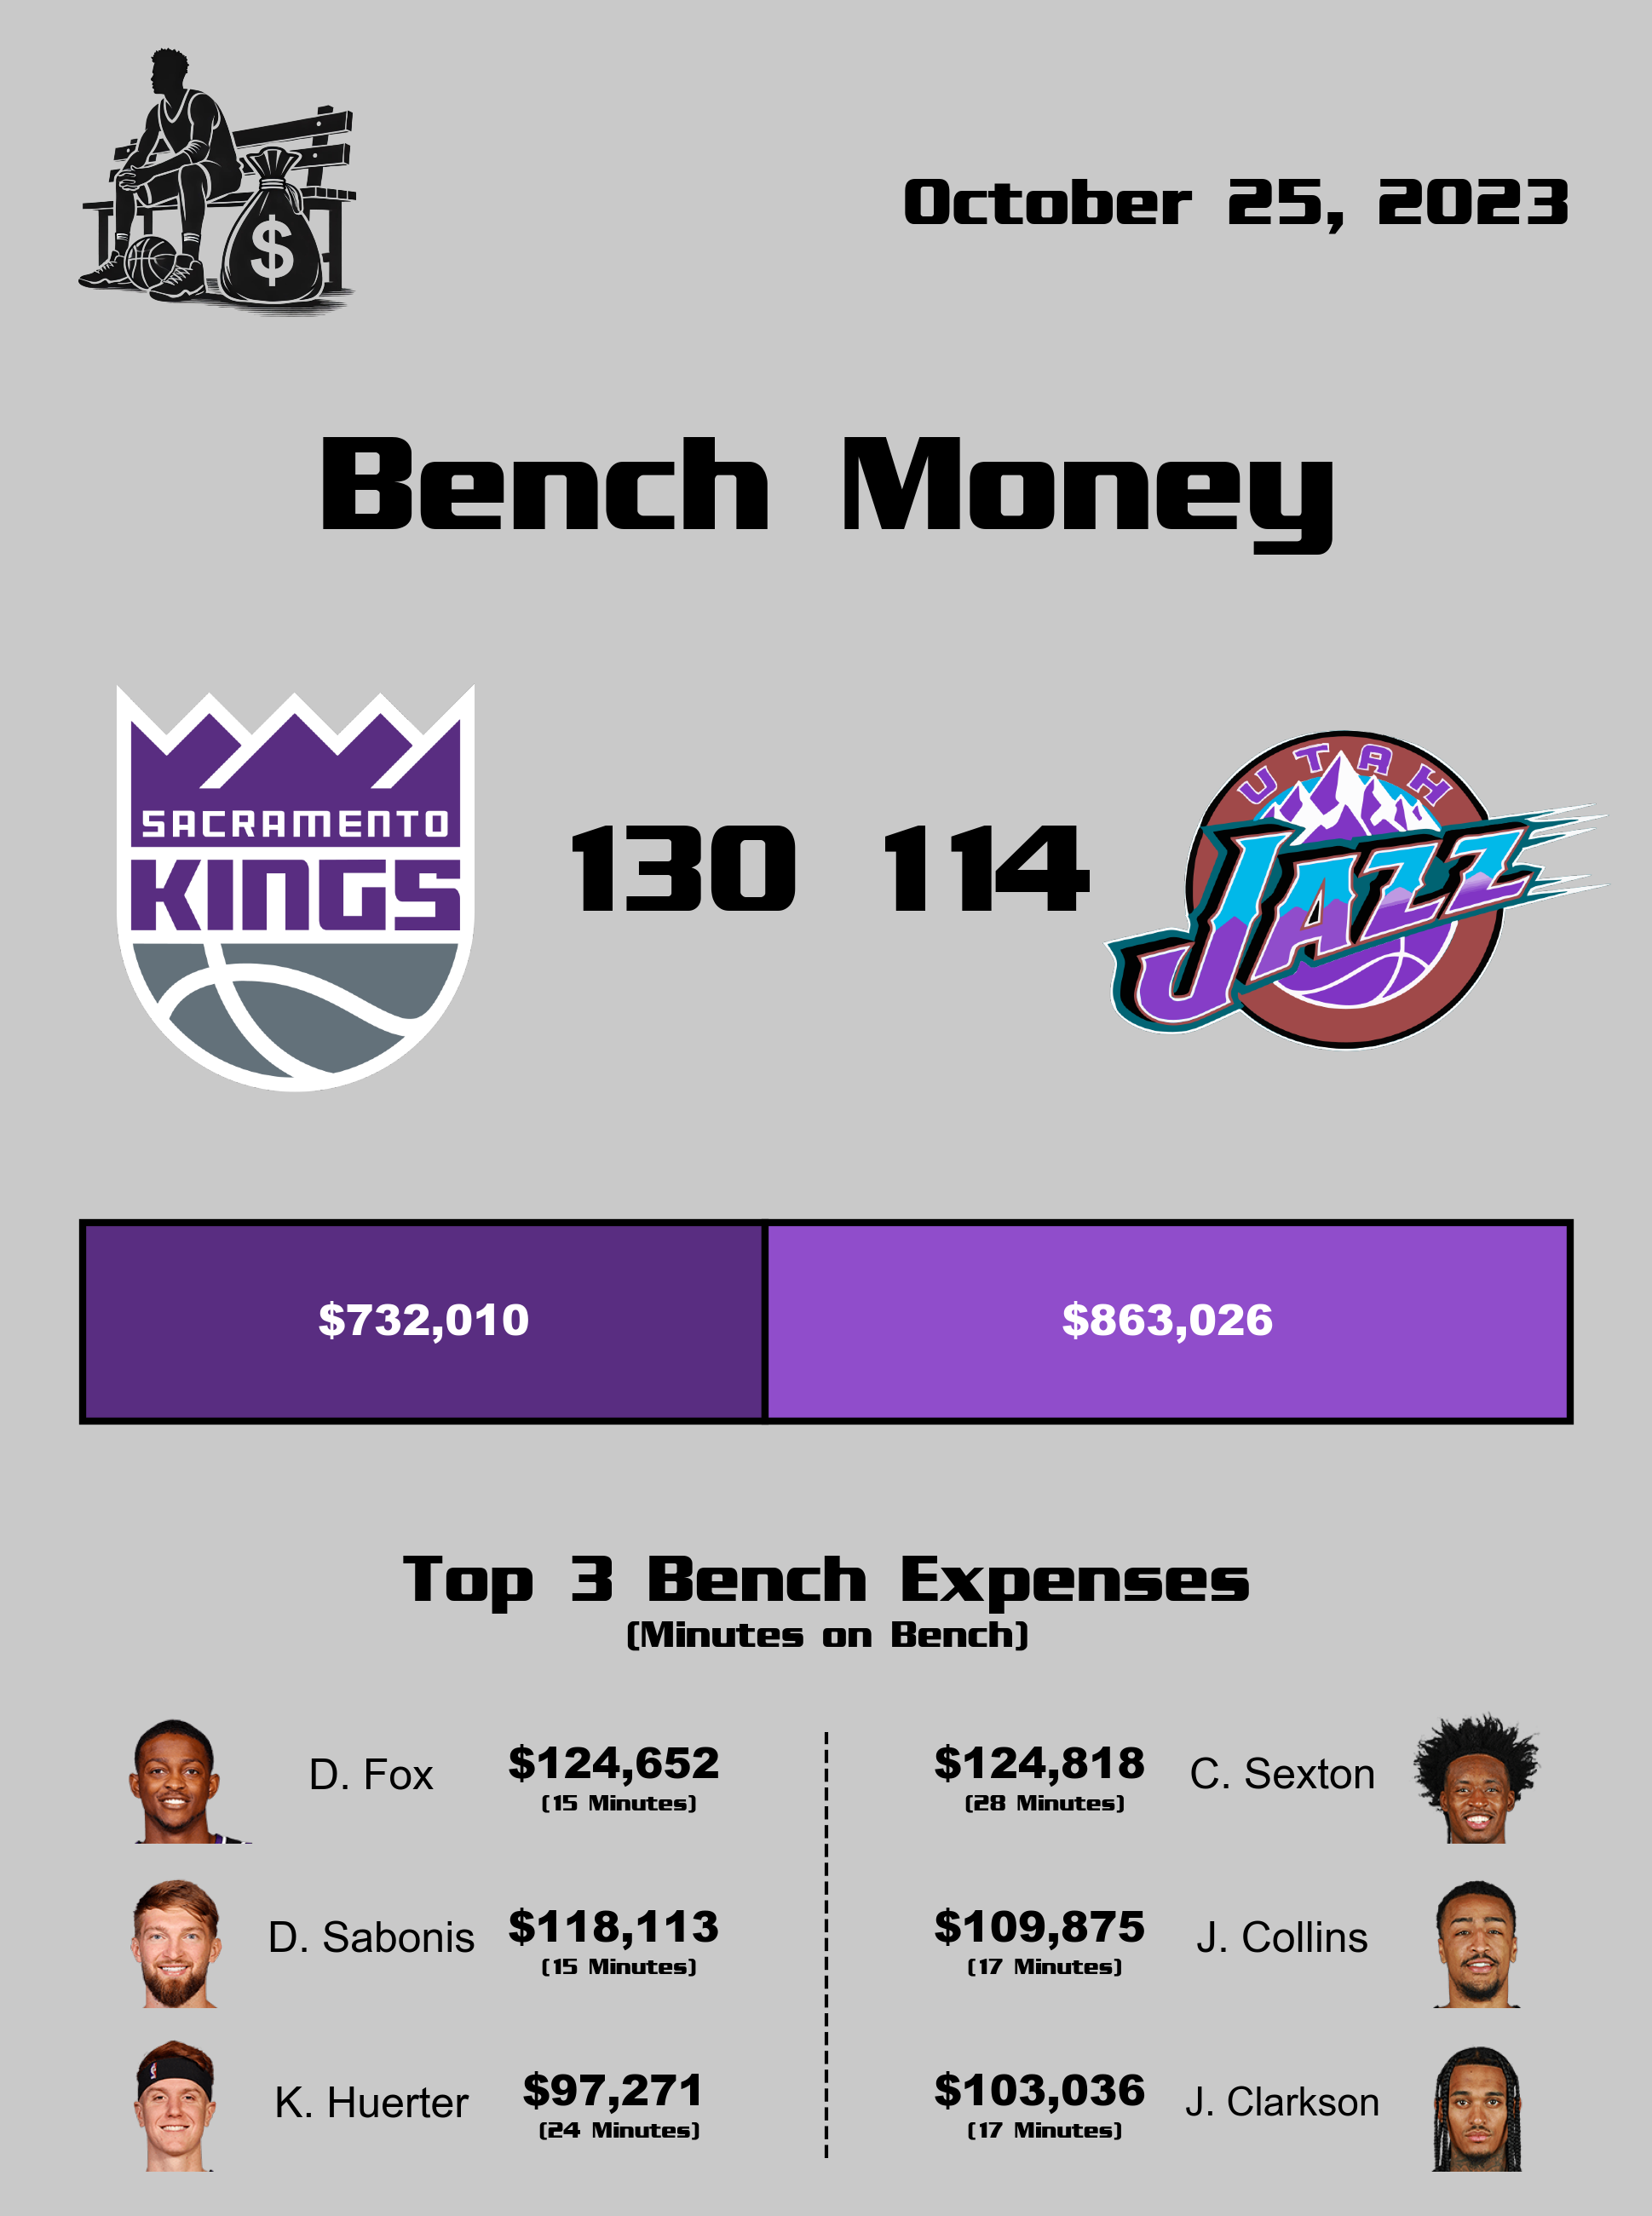 $
October 25, 2023
Bench Money
SACRAMENTO
KINGS
130 114
UTAH
JAZZ
$732,010 $863,026
Top 3 Bench Expenses
(Minutes on Bench)
D. Fox $124,652 $124,818 C. Sexton
(15 Minutes) (28 Minutes)
D. Sabonis $118,113 $109,875 J. Collins
(15 Minutes) (17 Minutes)
K. Huerter $97,271 $103,036 J. Clarkson
(24 Minutes) (17 Minutes)